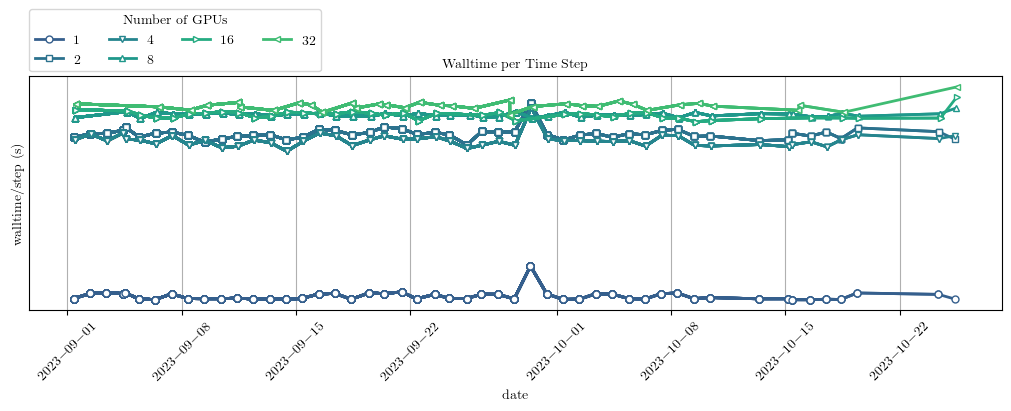 Number of GPUs
1 4 16 32
2 8
Walltime per Time Step
walltime/step (s)
2023−09−01 2023−09−08 2023−09−15 2023−09−22 2023−10−01 2023−10−08 2023−10−15 2023−10−22
date